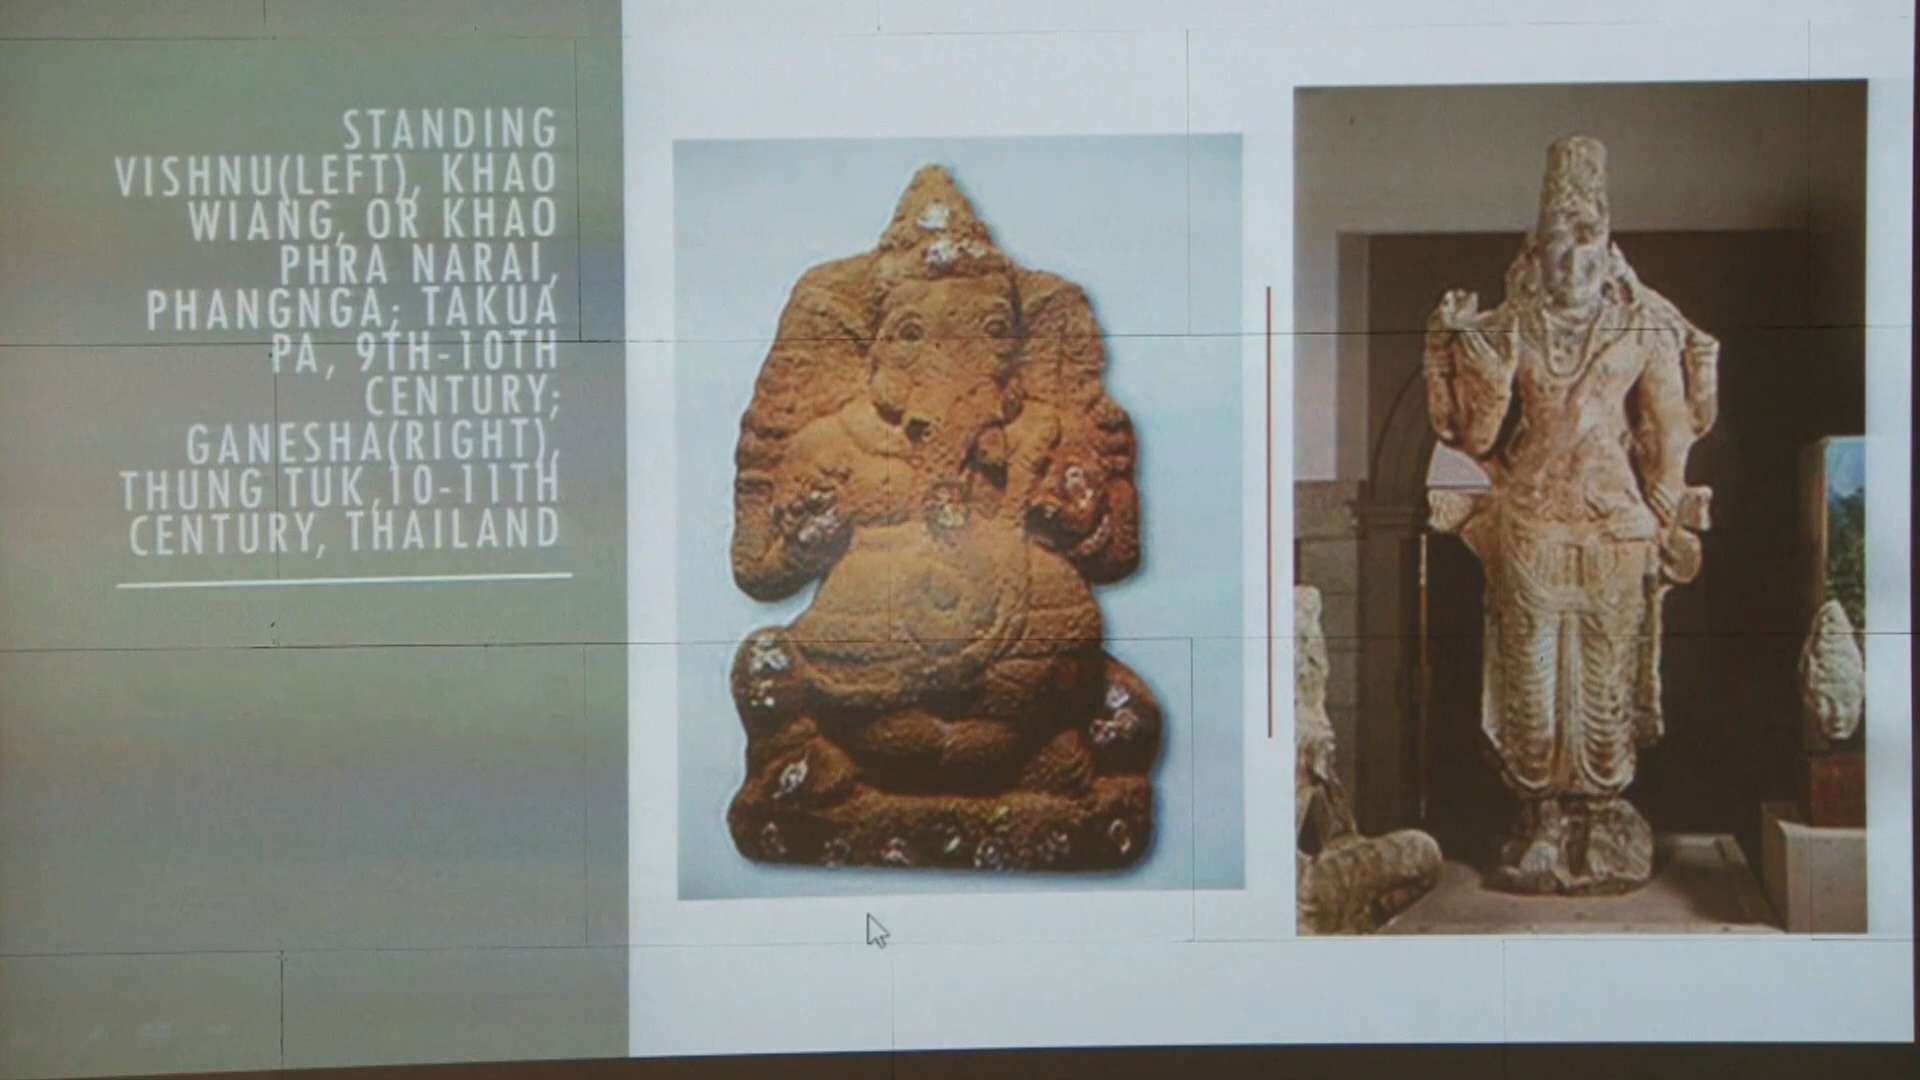 STANDING
VISHNU(LEFT), KHAO
WIANG, OR KHAO
PHRA NARAI,
PHANGNGA; TAKUA
PA, 9TH-10TH
CENTURY;
GANESHA(RIGHT),
THUNG TUK,10-11TH
CENTURY, THAILAND